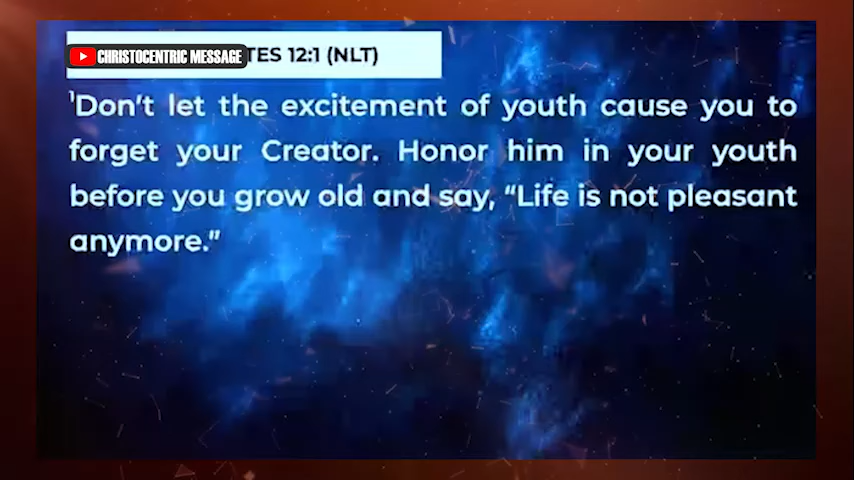 CHRISTOCENTRIC MESSAGE
TES 12:1 (NLT)
¹Don't let the excitement of youth cause you to
forget your Creator. Honor him in your youth
before you grow old and say, “Life is not pleasant
anymore.”